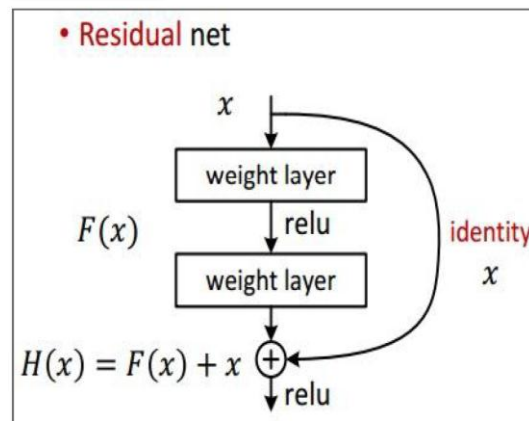 • Residual net
x
weight layer
relu
F(x)
identity
x
weight layer
H(x) = F(x) + x
+
relu